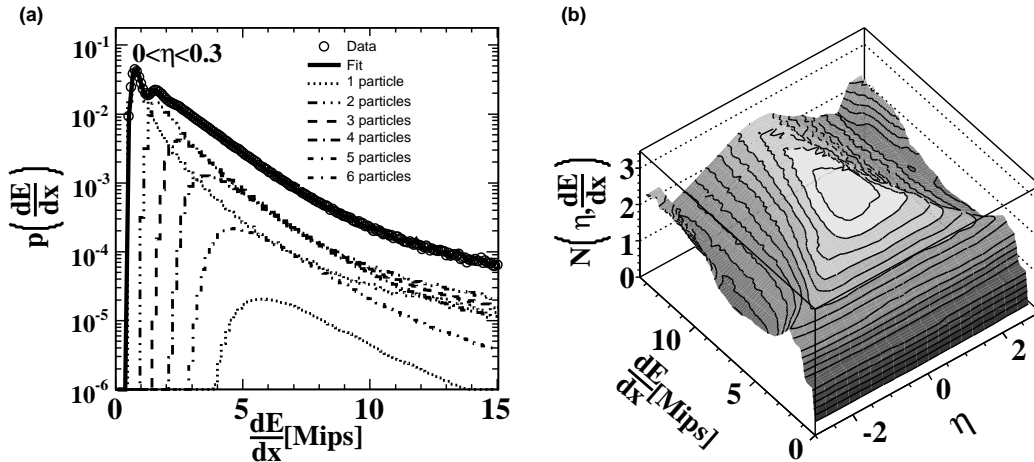 (a)
p(dE/dx)
10^-1
10^-2
10^-3
10^-4
10^-5
10^-6
0<η<0.3
Data
Fit
1 particle
2 particles
3 particles
4 particles
5 particles
6 particles
0
5
10
15
dE/dx[Mips]
(b)
N(η,dE/dx)
3
2
1
0
10
5
0
dE/dx[Mips]
-2
0
2
η